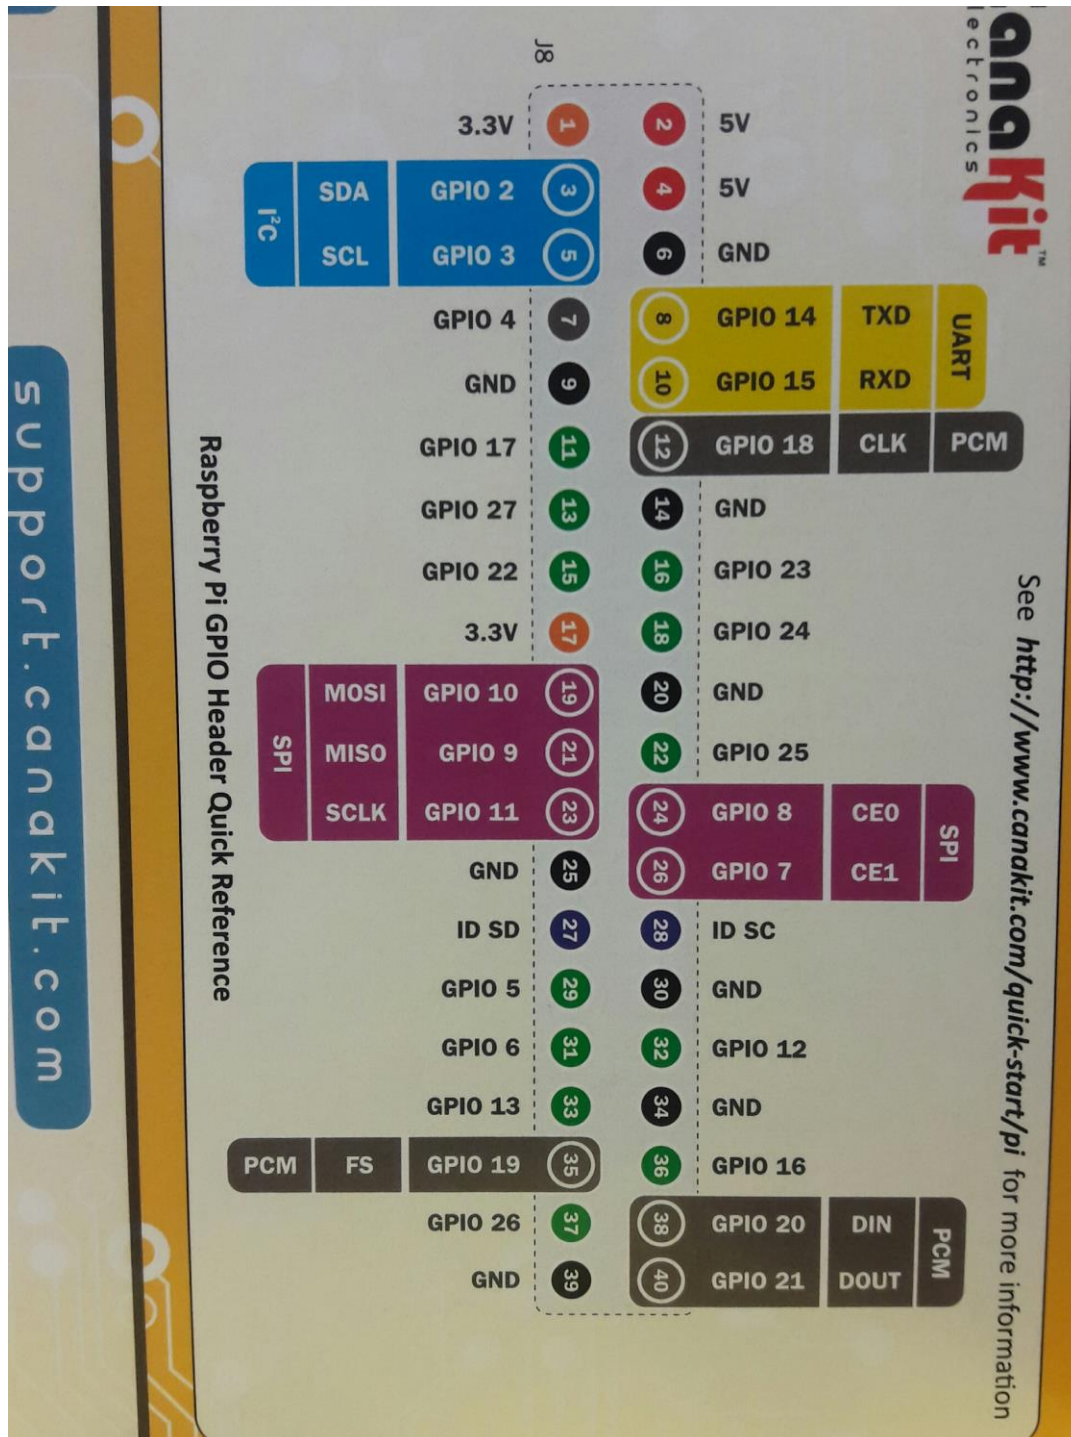 CanaKit™
Electronics
J8
3.3V 1 2 5V
I²C SDA GPIO 2 3 4 5V
SCL GPIO 3 5 6 GND
GPIO 4 7 8 GPIO 14 TXD UART
GND 9 10 GPIO 15 RXD
GPIO 17 11 12 GPIO 18 CLK PCM
GPIO 27 13 14 GND
GPIO 22 15 16 GPIO 23
3.3V 17 18 GPIO 24
SPI MOSI GPIO 10 19 20 GND
MISO GPIO 9 21 22 GPIO 25
SCLK GPIO 11 23 24 GPIO 8 CE0 SPI
GND 25 26 GPIO 7 CE1
ID SD 27 28 ID SC
GPIO 5 29 30 GND
GPIO 6 31 32 GPIO 12
GPIO 13 33 34 GND
PCM FS GPIO 19 35 36 GPIO 16
GPIO 26 37 38 GPIO 20 DIN PCM
GND 39 40 GPIO 21 DOUT
Raspberry Pi GPIO Header Quick Reference
See http://www.canakit.com/quick-start/pi for more information
support.canakit.com